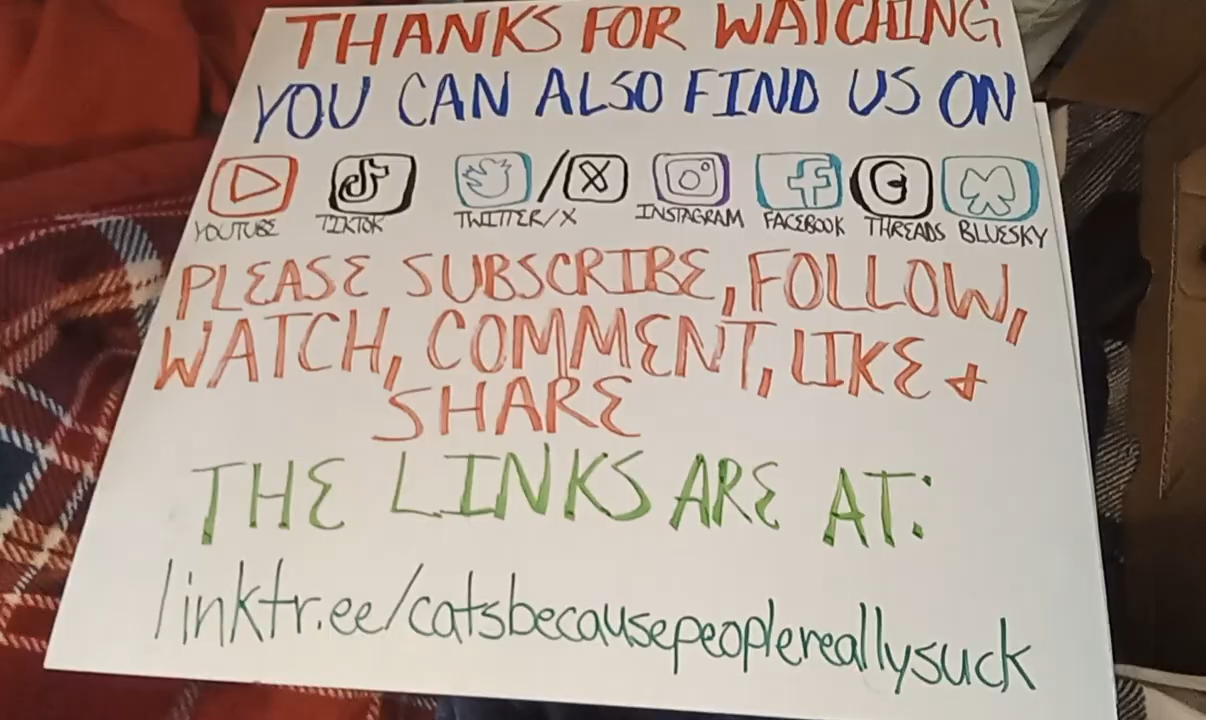 THANKS FOR WATCHING
YOU CAN ALSO FIND US ON
YOUTUBE TIKTOK TWITTER/X INSTAGRAM FACEBOOK THREADS BLUESKY
PLEASE SUBSCRIBE, FOLLOW,
WATCH, COMMENT, LIKE &
SHARE
THE LINKS ARE AT:
linktr.ee/catsbecausepeoplereallysuck